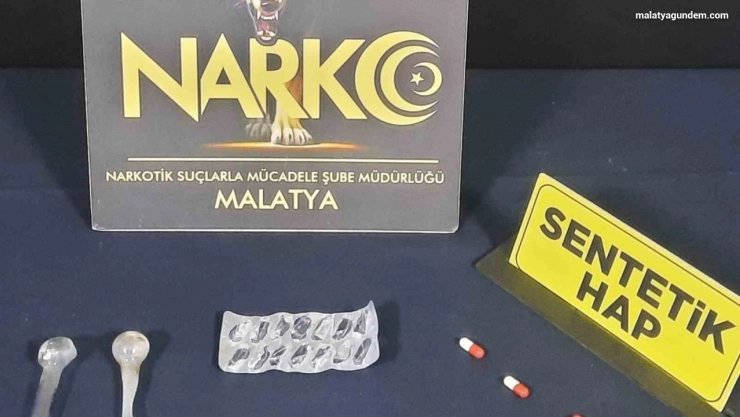 malatyagundem.com
NARKO
NARKOTİK SUÇLARLA MÜCADELE ŞUBE MÜDÜRLÜĞÜ
MALATYA
SENTETİK
HAP